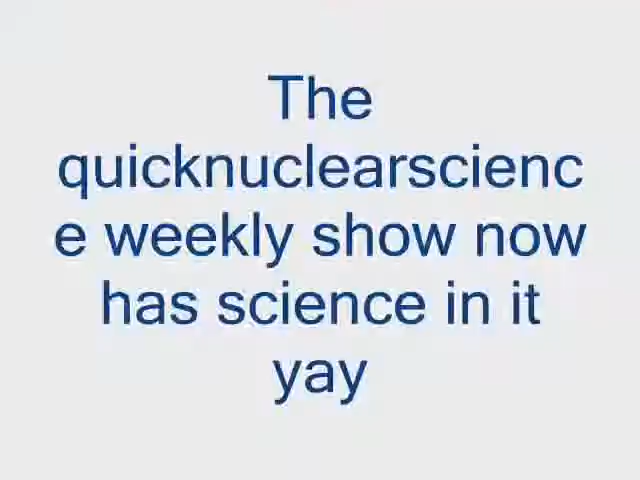 The
quicknuclearscienc
e weekly show now
has science in it
yay